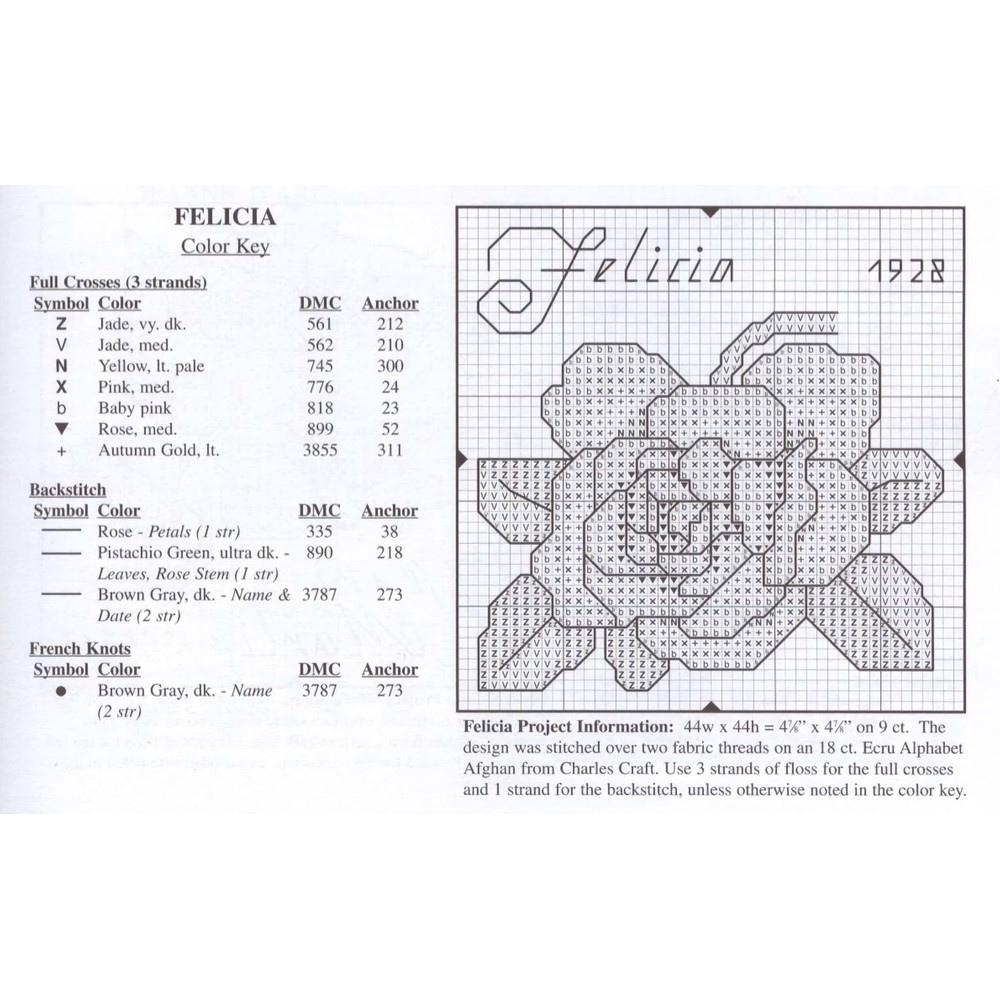 FELICIA
Color Key
Full Crosses (3 strands)
Symbol Color DMC Anchor
Z Jade, vy. dk. 561 212
V Jade, med. 562 210
N Yellow, lt. pale 745 300
X Pink, med. 776 24
b Baby pink 818 23
▼ Rose, med. 899 52
+ Autumn Gold, lt. 3855 311
Backstitch
Symbol Color DMC Anchor
Rose - Petals (1 str) 335 38
Pistachio Green, ultra dk. - 890 218
Leaves, Rose Stem (1 str)
Brown Gray, dk. - Name & 3787 273
Date (2 str)
French Knots
Symbol Color DMC Anchor
● Brown Gray, dk. - Name 3787 273
(2 str)
Felicia 1928
Felicia Project Information: 44w x 44h = 4⅞” x 4⅞” on 9 ct. The
design was stitched over two fabric threads on an 18 ct. Ecru Alphabet
Afghan from Charles Craft. Use 3 strands of floss for the full crosses
and 1 strand for the backstitch, unless otherwise noted in the color key.